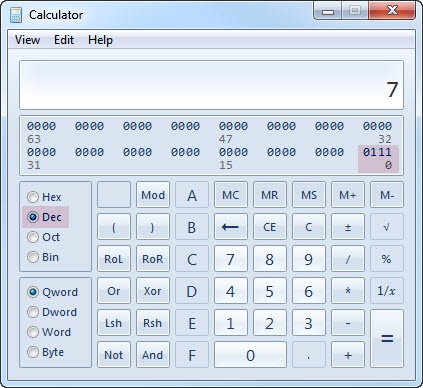 Calculator
View Edit Help
7
0000 0000 0000 0000 0000 0000 0000 0000
63 47 32
0000 0000 0000 0000 0000 0000 0000 0111
31 15 0
Hex Mod A MC MR MS M+ M-
Dec ( ) B ← CE C ± √
Oct RoL RoR C 7 8 9 / %
Bin
Qword Or Xor D 4 5 6 * 1/x
Dword Lsh Rsh E 1 2 3 - =
Word
Byte Not And F 0 . +